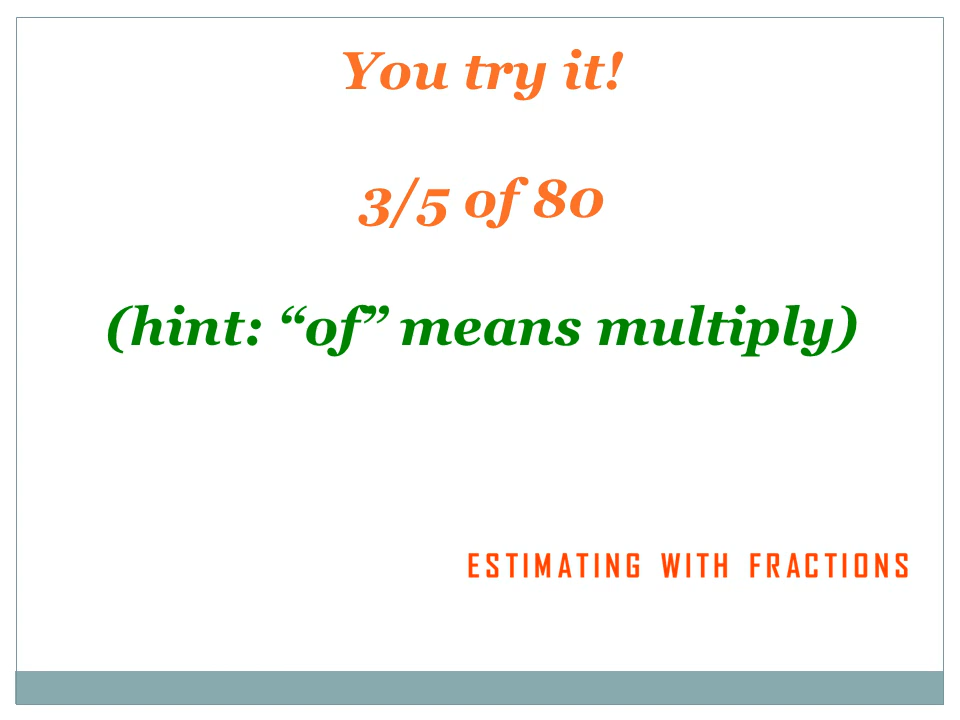 You try it!
3/5 of 80
(hint: “of” means multiply)
ESTIMATING WITH FRACTIONS